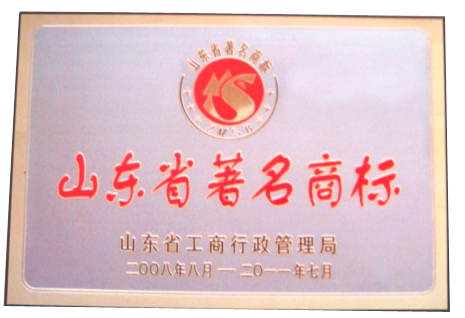 山东省著名商标
山东省著名商标
山东省工商行政管理局
二〇〇八年八月—二〇一一年七月